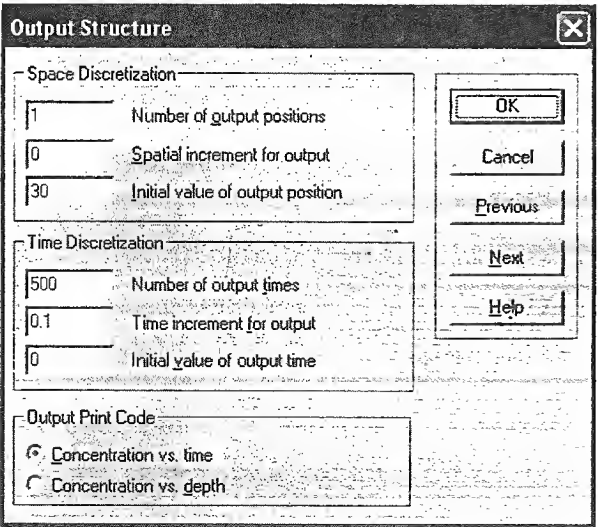 Output Structure
Space Discretization
1 Number of output positions
0 Spatial increment for output
30 Initial value of output position
Time Discretization
500 Number of output times
0.1 Time increment for output
0 Initial value of output time
Output Print Code
Concentration vs. time
Concentration vs. depth
OK
Cancel
Previous
Next
Help